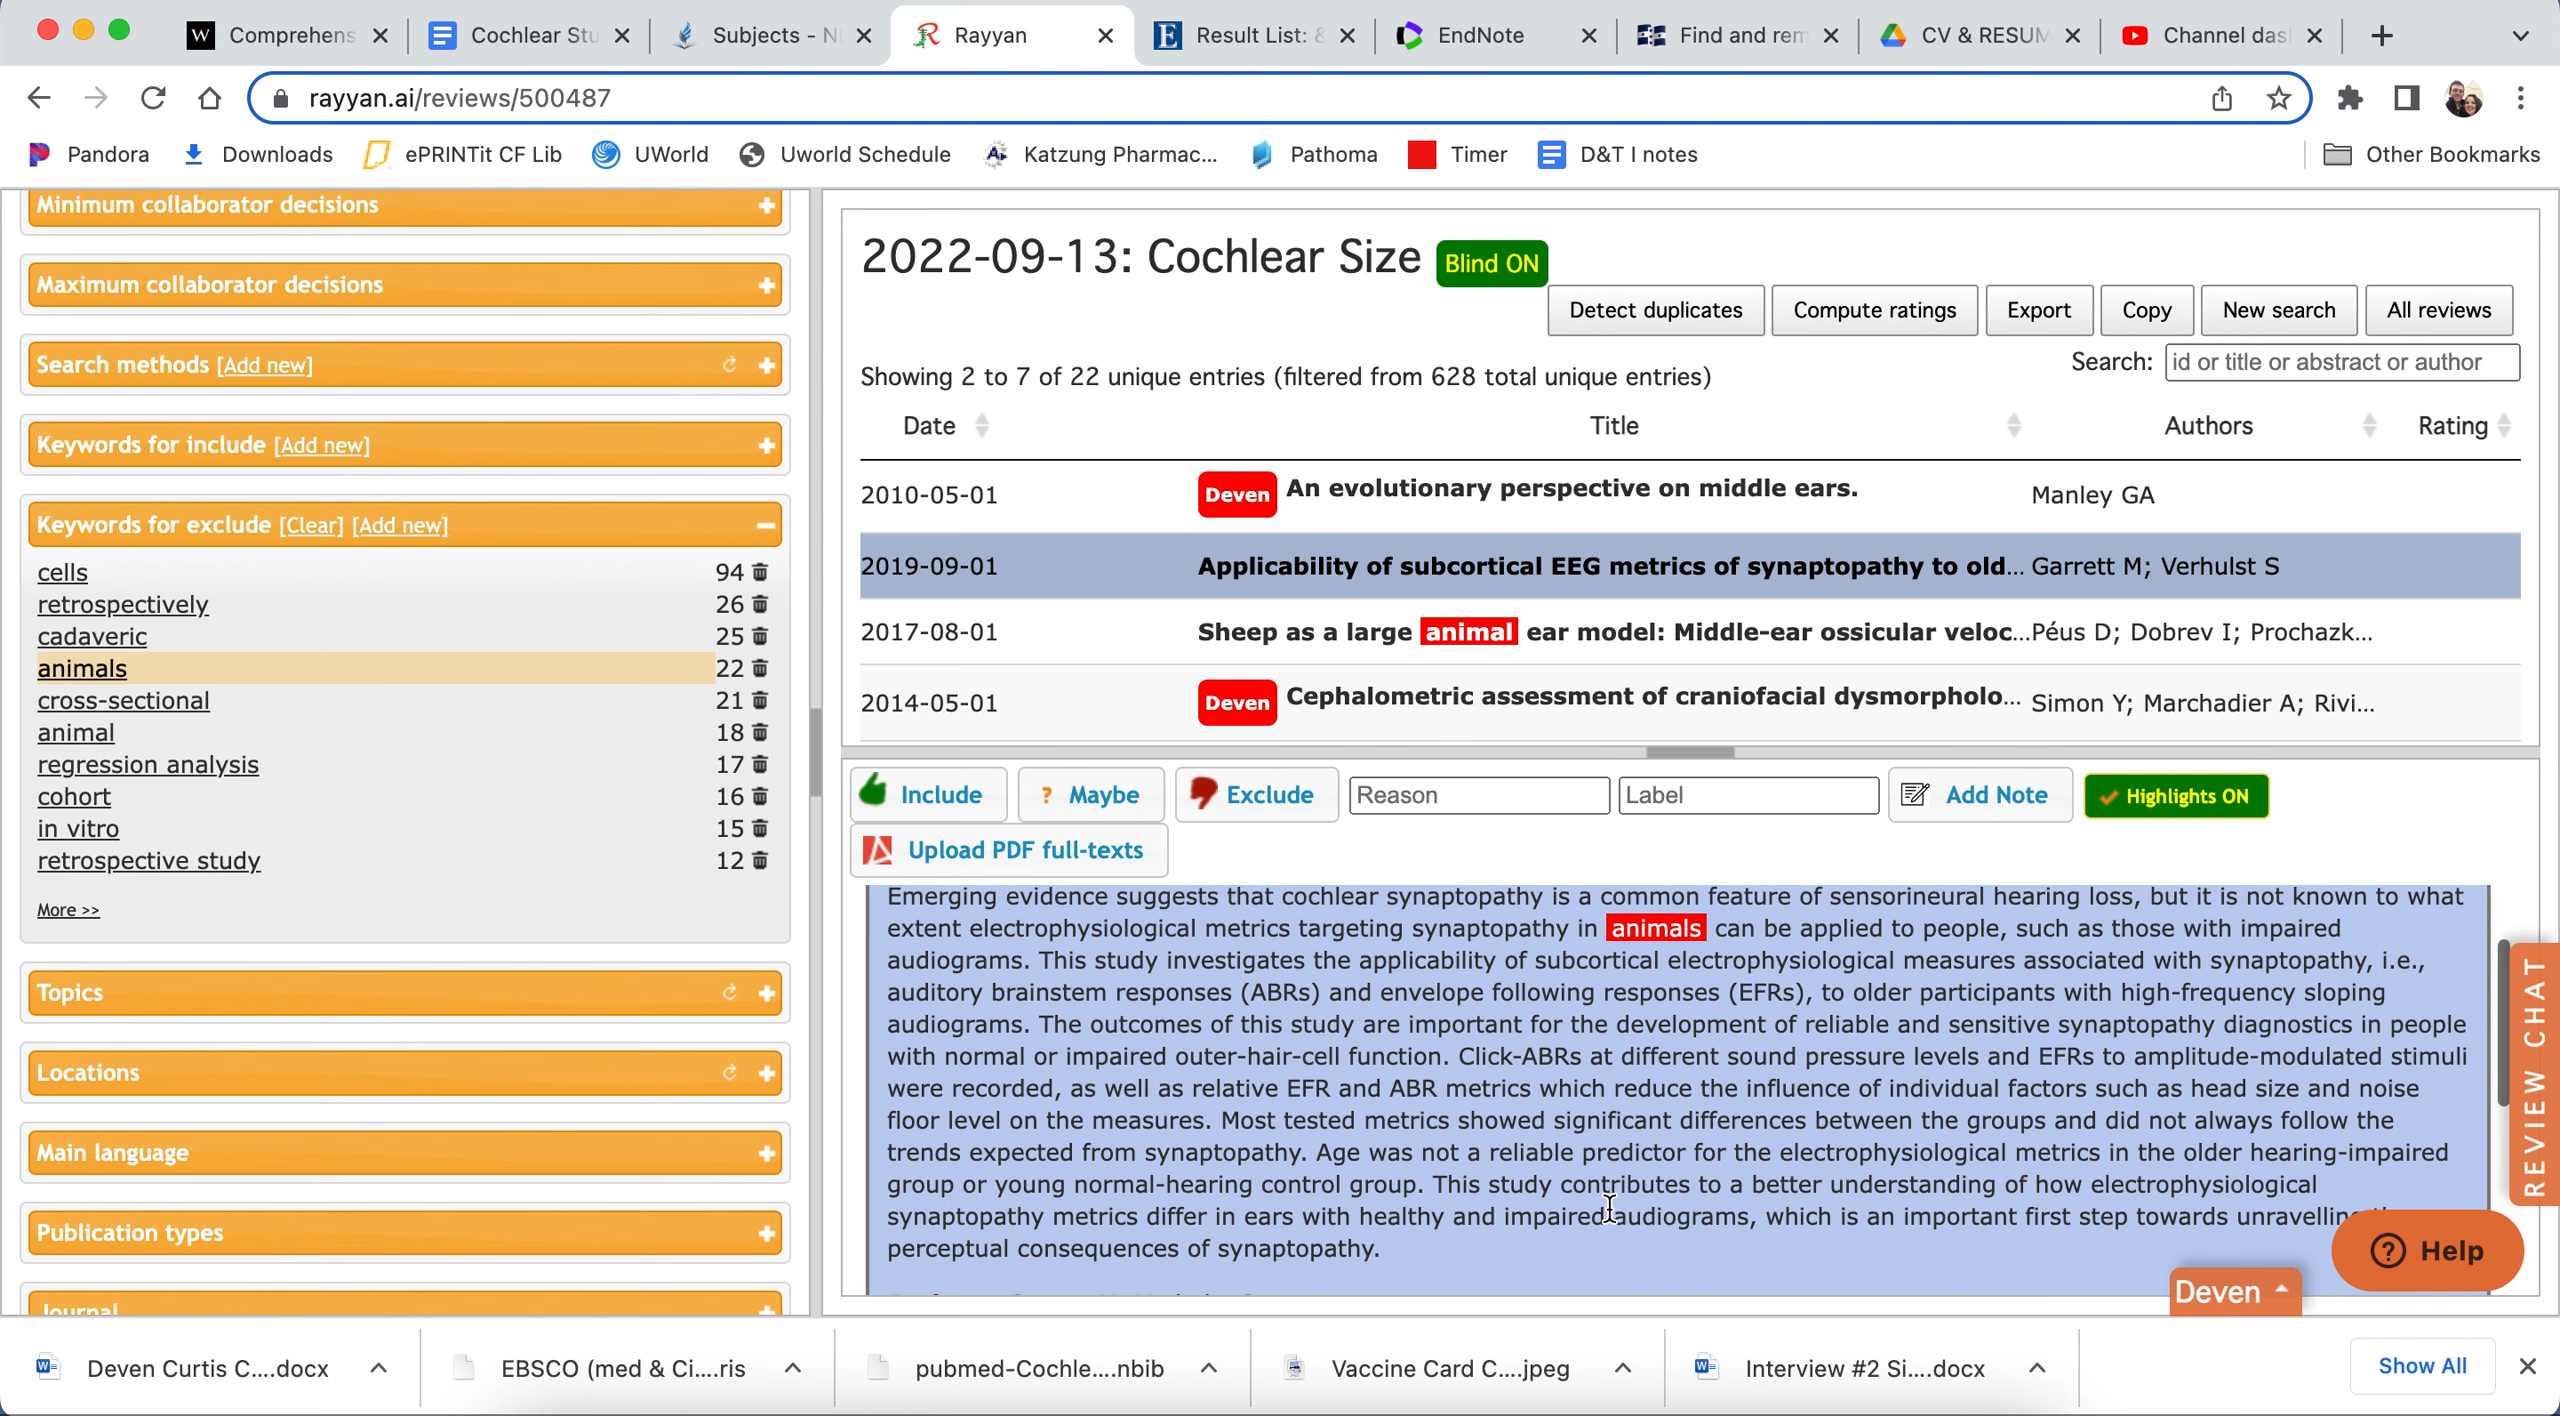 Comprehens
Cochlear Stu
Subjects - N
Rayyan
Result List: &
EndNote
Find and rem
CV & RESUM
Channel das
rayyan.ai/reviews/500487
Pandora
Downloads
ePRINTit CF Lib
UWorld
Uworld Schedule
Katzung Pharmac...
Pathoma
Timer
D&T I notes
Other Bookmarks
Minimum collaborator decisions
Maximum collaborator decisions
Search methods [Add new]
Keywords for include [Add new]
Keywords for exclude [Clear] [Add new]
cells 94
retrospectively 26
cadaveric 25
animals 22
cross-sectional 21
animal 18
regression analysis 17
cohort 16
in vitro 15
retrospective study 12
More >>
Topics
Locations
Main language
Publication types
Journal
2022-09-13: Cochlear Size Blind ON
Detect duplicates Compute ratings Export Copy New search All reviews
Showing 2 to 7 of 22 unique entries (filtered from 628 total unique entries)
Search: id or title or abstract or author
Date Title Authors Rating
2010-05-01 Deven An evolutionary perspective on middle ears. Manley GA
2019-09-01 Applicability of subcortical EEG metrics of synaptopathy to old... Garrett M; Verhulst S
2017-08-01 Sheep as a large animal ear model: Middle-ear ossicular veloc... Péus D; Dobrev I; Prochazk...
2014-05-01 Deven Cephalometric assessment of craniofacial dysmorpholo... Simon Y; Marchadier A; Rivi...
Include ? Maybe Exclude Reason Label Add Note Highlights ON
Upload PDF full-texts
Emerging evidence suggests that cochlear synaptopathy is a common feature of sensorineural hearing loss, but it is not known to what
extent electrophysiological metrics targeting synaptopathy in animals can be applied to people, such as those with impaired
audiograms. This study investigates the applicability of subcortical electrophysiological measures associated with synaptopathy, i.e.,
auditory brainstem responses (ABRs) and envelope following responses (EFRs), to older participants with high-frequency sloping
audiograms. The outcomes of this study are important for the development of reliable and sensitive synaptopathy diagnostics in people
with normal or impaired outer-hair-cell function. Click-ABRs at different sound pressure levels and EFRs to amplitude-modulated stimuli
were recorded, as well as relative EFR and ABR metrics which reduce the influence of individual factors such as head size and noise
floor level on the measures. Most tested metrics showed significant differences between the groups and did not always follow the
trends expected from synaptopathy. Age was not a reliable predictor for the electrophysiological metrics in the older hearing-impaired
group or young normal-hearing control group. This study contributes to a better understanding of how electrophysiological
synaptopathy metrics differ in ears with healthy and impaired audiograms, which is an important first step towards unravelling
perceptual consequences of synaptopathy.
REVIEW CHAT
Help
Deven
Deven Curtis C....docx
EBSCO (med & Ci....ris
pubmed-Cochle....nbib
Vaccine Card C....jpeg
Interview #2 Si....docx
Show All